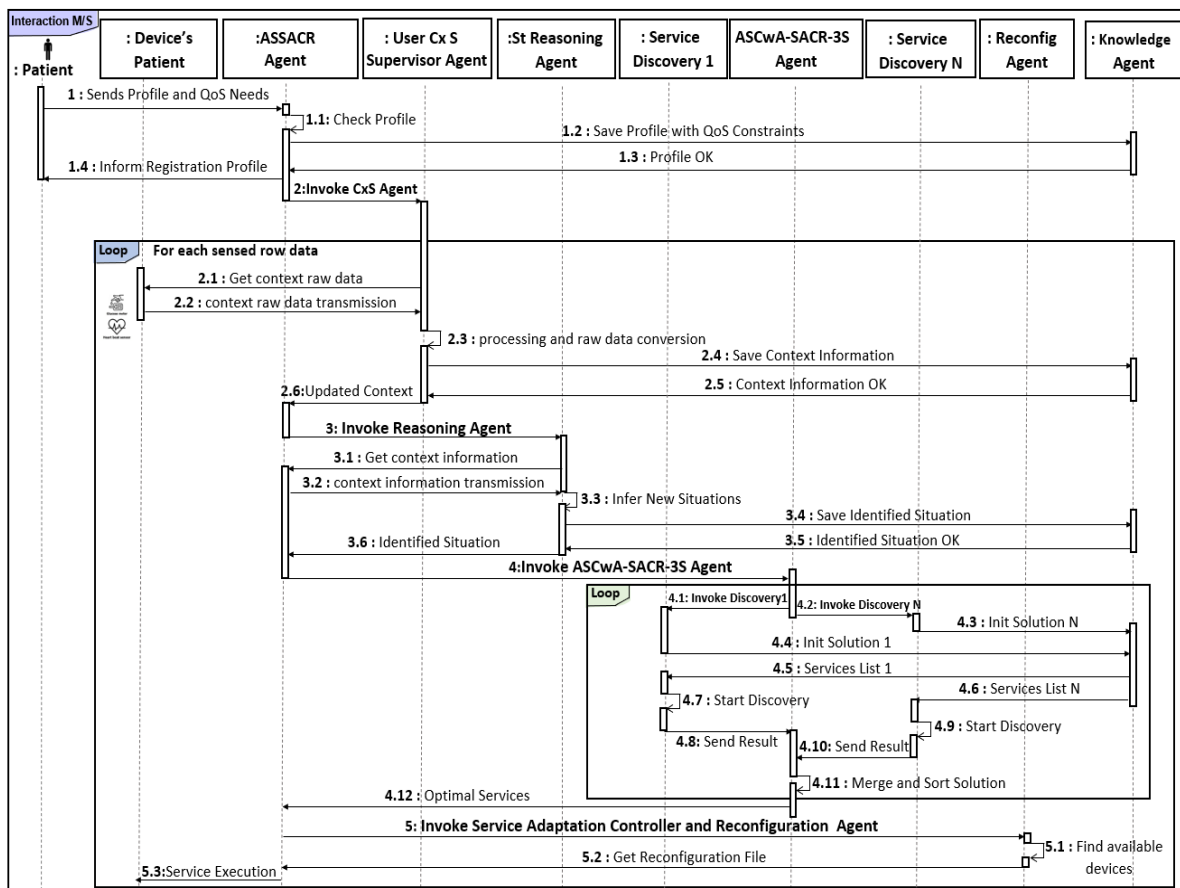 Interaction M/S
: Patient
: Device's
Patient
:ASSACR
Agent
: User Cx S
Supervisor Agent
:St Reasoning
Agent
: Service
Discovery 1
ASCwA-SACR-3S
Agent
: Service
Discovery N
: Reconfig
Agent
: Knowledge
Agent
1 : Sends Profile and QoS Needs
1.1: Check Profile
1.2 : Save Profile with QoS Constraints
1.3 : Profile OK
1.4 : Inform Registration Profile
2:Invoke CxS Agent
Loop
For each sensed row data
2.1 : Get context raw data
2.2 : context raw data transmission
2.3 : processing and raw data conversion
2.4 : Save Context Information
2.5 : Context Information OK
2.6:Updated Context
3: Invoke Reasoning Agent
3.1 : Get context information
3.2 : context information transmission
3.3 : Infer New Situations
3.4 : Save Identified Situation
3.5 : Identified Situation OK
3.6 : Identified Situation
4:Invoke ASCwA-SACR-3S Agent
Loop
4.1: Invoke Discovery1
4.2: Invoke Discovery N
4.3 : Init Solution N
4.4 : Init Solution 1
4.5 : Services List 1
4.6 : Services List N
4.7 : Start Discovery
4.8: Send Result
4.9 : Start Discovery
4.10: Send Result
4.11 : Merge and Sort Solution
4.12 : Optimal Services
5: Invoke Service Adaptation Controller and Reconfiguration Agent
5.1 : Find available
devices
5.2 : Get Reconfiguration File
5.3:Service Execution